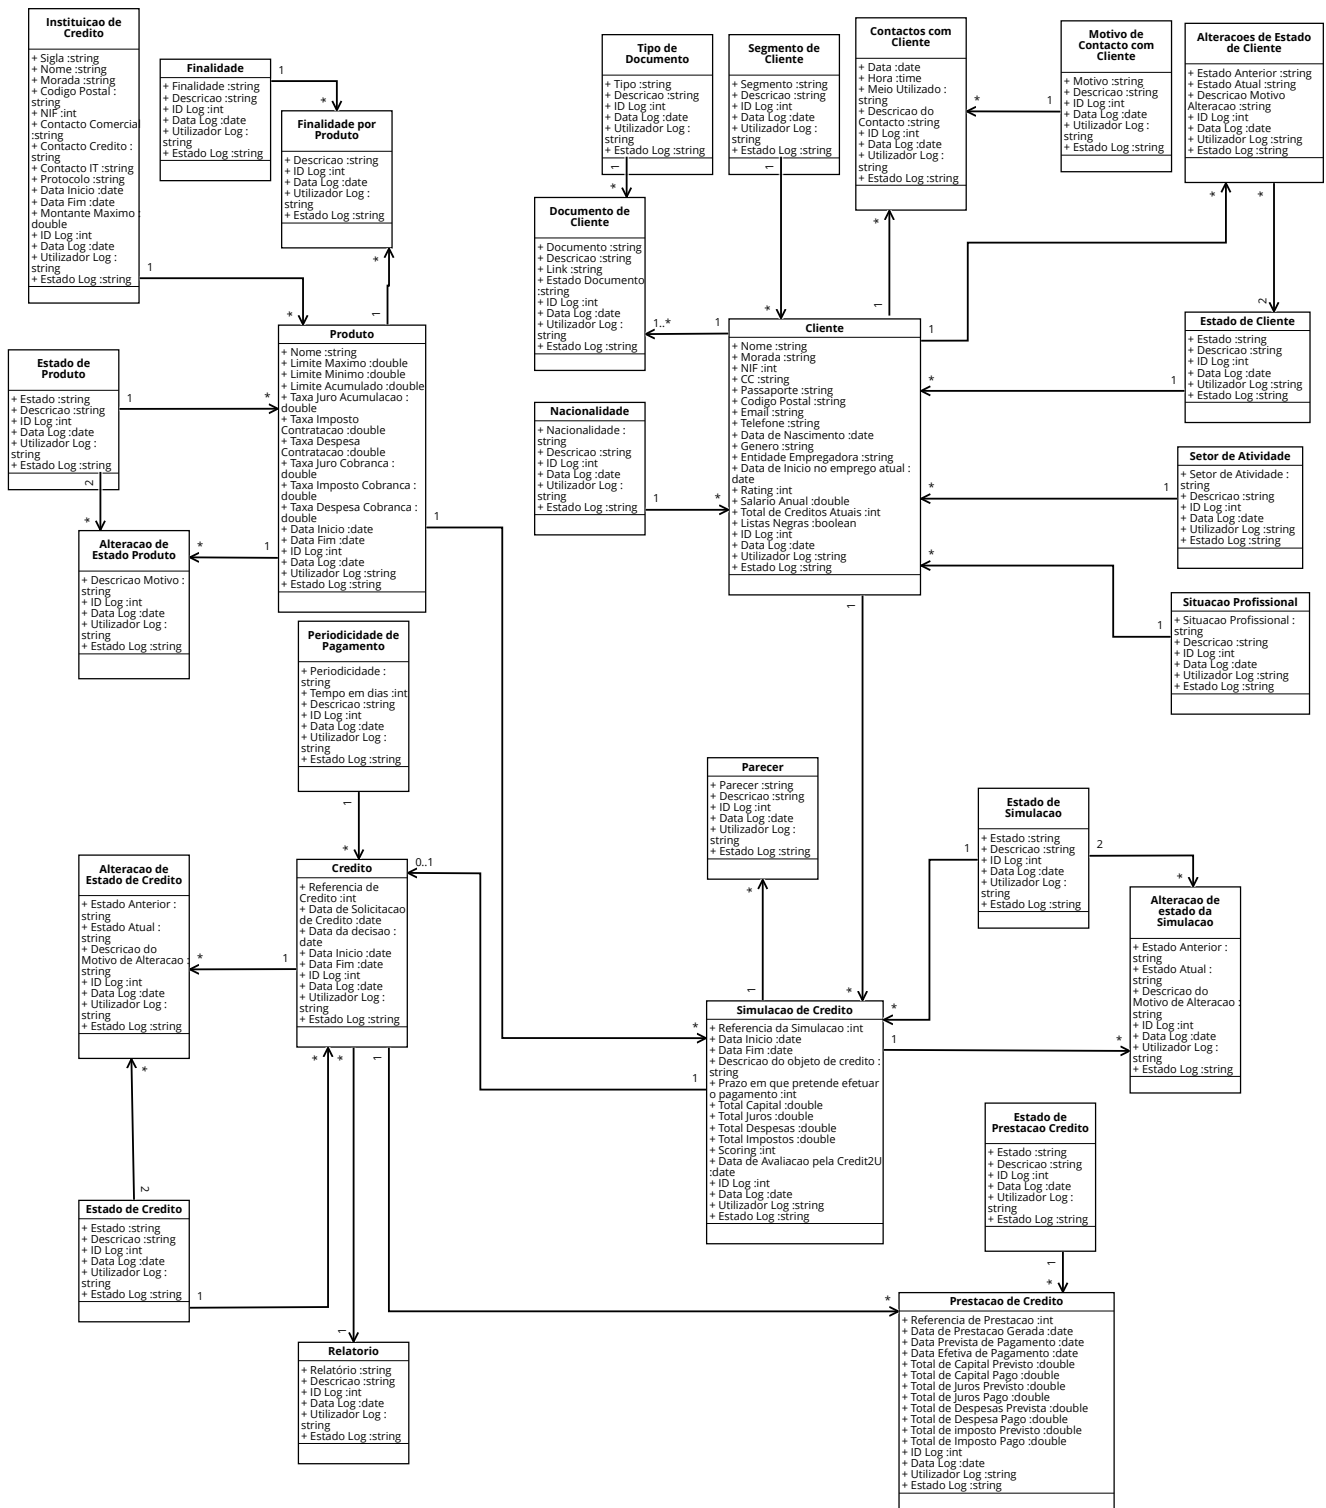 Instituicao de
Credito
+ Sigla :string
+ Nome :string
+ Morada :string
+ Codigo Postal :
string
+ NIF :int
+ Contacto Comercial
:string
+ Contacto Credito :
string
+ Contacto IT :string
+ Protocolo :string
+ Data Inicio :date
+ Data Fim :date
+ Montante Maximo :
double
+ ID Log :int
+ Data Log :date
+ Utilizador Log :
string
+ Estado Log :string
1
*
Finalidade
+ Finalidade :string
+ Descricao :string
+ ID Log :int
+ Data Log :date
+ Utilizador Log :
string
+ Estado Log :string
1
*
Finalidade por
Produto
+ Descricao :string
+ ID Log :int
+ Data Log :date
+ Utilizador Log :
string
+ Estado Log :string
*
1
Tipo de
Documento
+ Tipo :string
+ Descricao :string
+ ID Log :int
+ Data Log :date
+ Utilizador Log :
string
+ Estado Log :string
1
*
Segmento de
Cliente
+ Segmento :string
+ Descricao :string
+ ID Log :int
+ Data Log :date
+ Utilizador Log :
string
+ Estado Log :string
1
*
Contactos com
Cliente
+ Data :date
+ Hora :time
+ Meio Utilizado :
string
+ Descricao do
Contacto :string
+ ID Log :int
+ Data Log :date
+ Utilizador Log :
string
+ Estado Log :string
*
1
*
1
Motivo de
Contacto com
Cliente
+ Motivo :string
+ Descricao :string
+ ID Log :int
+ Data Log :date
+ Utilizador Log :
string
+ Estado Log :string
Alteracoes de Estado
de Cliente
+ Estado Anterior :string
+ Estado Atual :string
+ Descricao Motivo
Alteracao :string
+ ID Log :int
+ Data Log :date
+ Utilizador Log :string
+ Estado Log :string
*
*
2
Documento de
Cliente
+ Documento :string
+ Descricao :string
+ Link :string
+ Estado Documento
:string
+ ID Log :int
+ Data Log :date
+ Utilizador Log :
string
+ Estado Log :string
1..*
1
Cliente
+ Nome :string
+ Morada :string
+ NIF :int
+ CC :string
+ Passaporte :string
+ Codigo Postal :string
+ Email :string
+ Telefone :string
+ Data de Nascimento :date
+ Genero :string
+ Entidade Empregadora :string
+ Data de Inicio no emprego atual :
date
+ Rating :int
+ Salario Anual :double
+ Total de Creditos Atuais :int
+ Listas Negras :boolean
+ ID Log :int
+ Data Log :date
+ Utilizador Log :string
+ Estado Log :string
1
*
1
*
1
*
1
1
*
Estado de Cliente
+ Estado :string
+ Descricao :string
+ ID Log :int
+ Data Log :date
+ Utilizador Log :string
+ Estado Log :string
Nacionalidade
+ Nacionalidade :
string
+ Descricao :string
+ ID Log :int
+ Data Log :date
+ Utilizador Log :
string
+ Estado Log :string
1
*
Setor de Atividade
+ Setor de Atividade :
string
+ Descricao :string
+ ID Log :int
+ Data Log :date
+ Utilizador Log :string
+ Estado Log :string
Situacao Profissional
+ Situacao Profissional :
string
+ Descricao :string
+ ID Log :int
+ Data Log :date
+ Utilizador Log :string
+ Estado Log :string
Estado de
Produto
+ Estado :string
+ Descricao :string
+ ID Log :int
+ Data Log :date
+ Utilizador Log :
string
+ Estado Log :string
1
*
2
*
Produto
+ Nome :string
+ Limite Maximo :double
+ Limite Minimo :double
+ Limite Acumulado :double
+ Taxa Juro Acumulacao :
double
+ Taxa Imposto
Contratacao :double
+ Taxa Despesa
Contratacao :double
+ Taxa Juro Cobranca :
double
+ Taxa Imposto Cobranca :
double
+ Taxa Despesa Cobranca :
double
+ Data Inicio :date
+ Data Fim :date
+ ID Log :int
+ Data Log :date
+ Utilizador Log :string
+ Estado Log :string
1
*
1
Alteracao de
Estado Produto
+ Descricao Motivo :
string
+ ID Log :int
+ Data Log :date
+ Utilizador Log :
string
+ Estado Log :string
Periodicidade de
Pagamento
+ Periodicidade :
string
+ Tempo em dias :int
+ Descricao :string
+ ID Log :int
+ Data Log :date
+ Utilizador Log :
string
+ Estado Log :string
1
*
Parecer
+ Parecer :string
+ Descricao :string
+ ID Log :int
+ Data Log :date
+ Utilizador Log :
string
+ Estado Log :string
*
1
Estado de
Simulacao
+ Estado :string
+ Descricao :string
+ ID Log :int
+ Data Log :date
+ Utilizador Log :
string
+ Estado Log :string
1
*
2
*
Alteracao de
estado da
Simulacao
+ Estado Anterior :
string
+ Estado Atual :
string
+ Descricao do
Motivo de Alteracao :
string
+ ID Log :int
+ Data Log :date
+ Utilizador Log :
string
+ Estado Log :string
Alteracao de
Estado de Credito
+ Estado Anterior :
string
+ Estado Atual :
string
+ Descricao do
Motivo de Alteracao :
string
+ ID Log :int
+ Data Log :date
+ Utilizador Log :
string
+ Estado Log :string
*
1
*
2
Credito
+ Referencia de
Credito :int
+ Data de Solicitacao
de Credito :date
+ Data da decisao :
date
+ Data Inicio :date
+ Data Fim :date
+ ID Log :int
+ Data Log :date
+ Utilizador Log :
string
+ Estado Log :string
0..1
*
*
1
Simulacao de Credito
+ Referencia da Simulacao :int
+ Data Inicio :date
+ Data Fim :date
+ Descricao do objeto de credito :
string
+ Prazo em que pretende efetuar
o pagamento :int
+ Total Capital :double
+ Total Juros :double
+ Total Despesas :double
+ Total Impostos :double
+ Scoring :int
+ Data de Avaliacao pela Credit2U
:date
+ ID Log :int
+ Data Log :date
+ Utilizador Log :string
+ Estado Log :string
*
1
*
1
*
Estado de
Prestacao Credito
+ Estado :string
+ Descricao :string
+ ID Log :int
+ Data Log :date
+ Utilizador Log :
string
+ Estado Log :string
1
*
Estado de Credito
+ Estado :string
+ Descricao :string
+ ID Log :int
+ Data Log :date
+ Utilizador Log :
string
+ Estado Log :string
1
1
*
Relatorio
+ Relatório :string
+ Descricao :string
+ ID Log :int
+ Data Log :date
+ Utilizador Log :
string
+ Estado Log :string
Prestacao de Credito
+ Referencia de Prestacao :int
+ Data de Prestacao Gerada :date
+ Data Prevista de Pagamento :date
+ Data Efetiva de Pagamento :date
+ Total de Capital Previsto :double
+ Total de Capital Pago :double
+ Total de Juros Previsto :double
+ Total de Juros Pago :double
+ Total de Despesas Prevista :double
+ Total de Despesa Pago :double
+ Total de imposto Previsto :double
+ Total de Imposto Pago :double
+ ID Log :int
+ Data Log :date
+ Utilizador Log :string
+ Estado Log :string